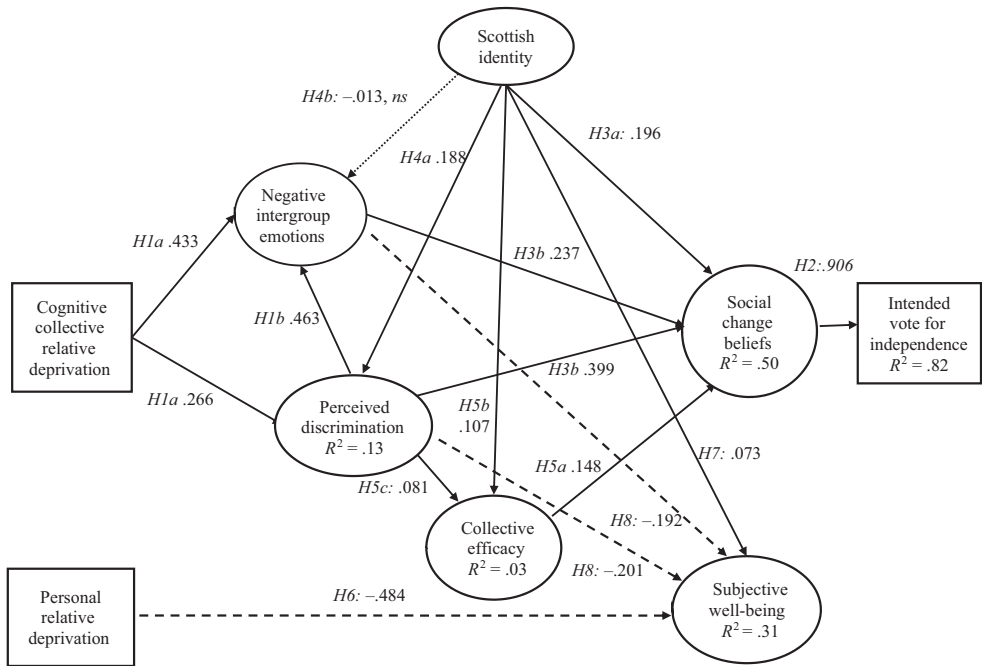 Scottish
identity
H4b: –.013, ns
H3a: .196
H4a .188
Negative
intergroup
emotions
H1a .433
H3b .237
H2:.906
Cognitive
collective
relative
deprivation
H1b .463
Social
change
beliefs
R² = .50
Intended
vote for
independence
R² = .82
H1a .266
H3b .399
Perceived
discrimination
R² = .13
H5b
.107
H5a .148
H7: .073
H5c: .081
Collective
efficacy
R² = .03
H8: –.192
H8: –.201
Personal
relative
deprivation
H6: –.484
Subjective
well-being
R² = .31